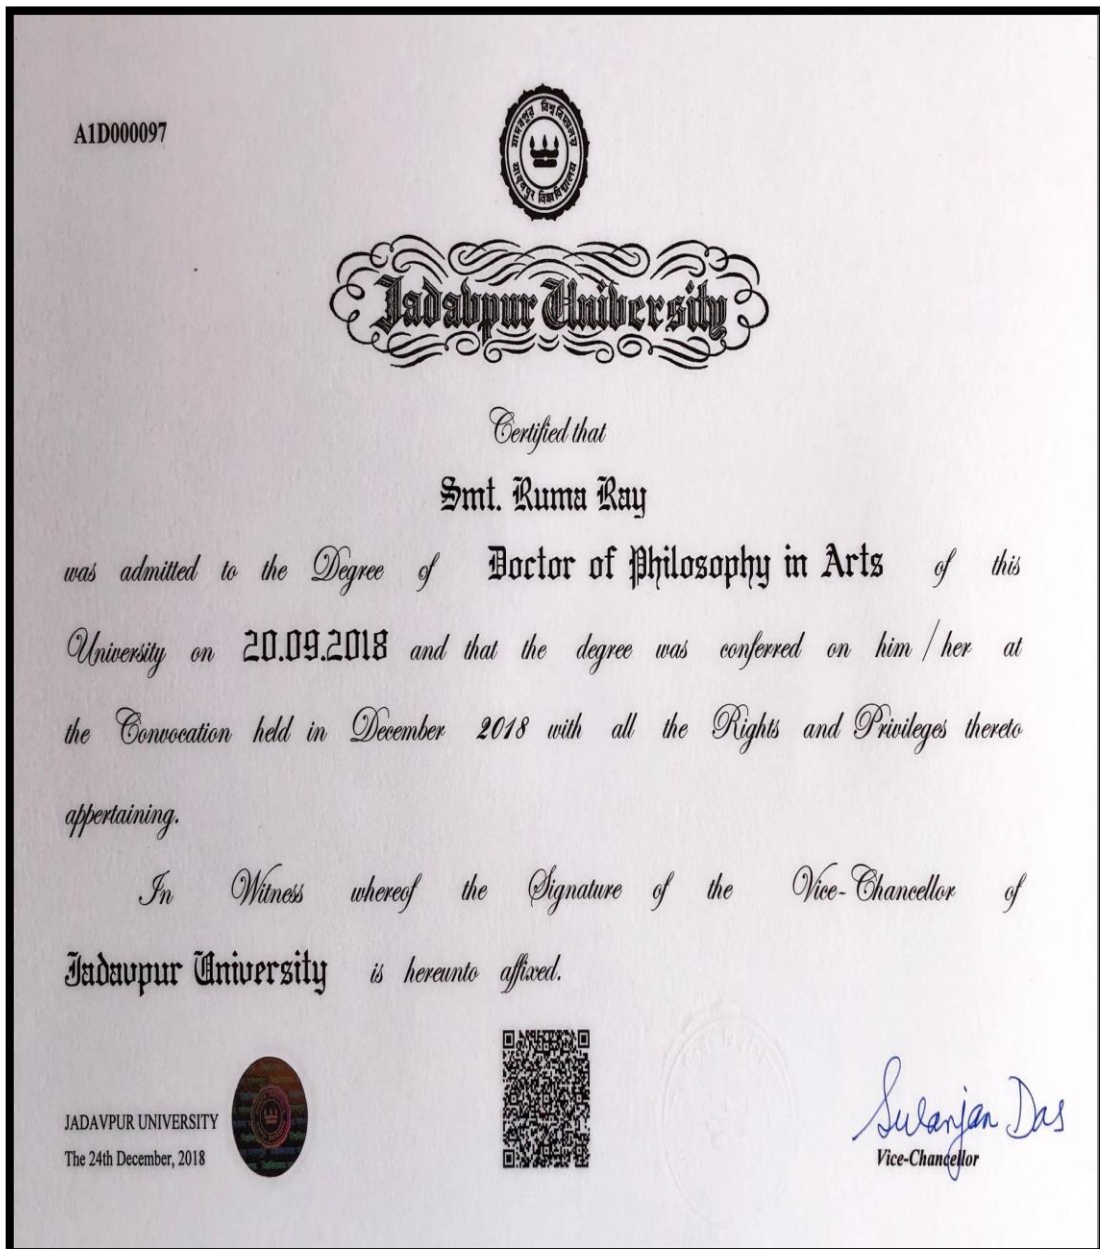 A1D000097
যাদবপুর বিশ্ববিদ্যালয়
Jadavpur University
Certified that
Smt. Ruma Ray
was admitted to the Degree of Doctor of Philosophy in Arts of this
University on 20.09.2018 and that the degree was conferred on him / her at
the Convocation held in December 2018 with all the Rights and Privileges thereto
appertaining.
In Witness whereof the Signature of the Vice-Chancellor of
Jadavpur University is hereunto affixed.
JADAVPUR UNIVERSITY
The 24th December, 2018
Suranjan Das
Vice-Chancellor